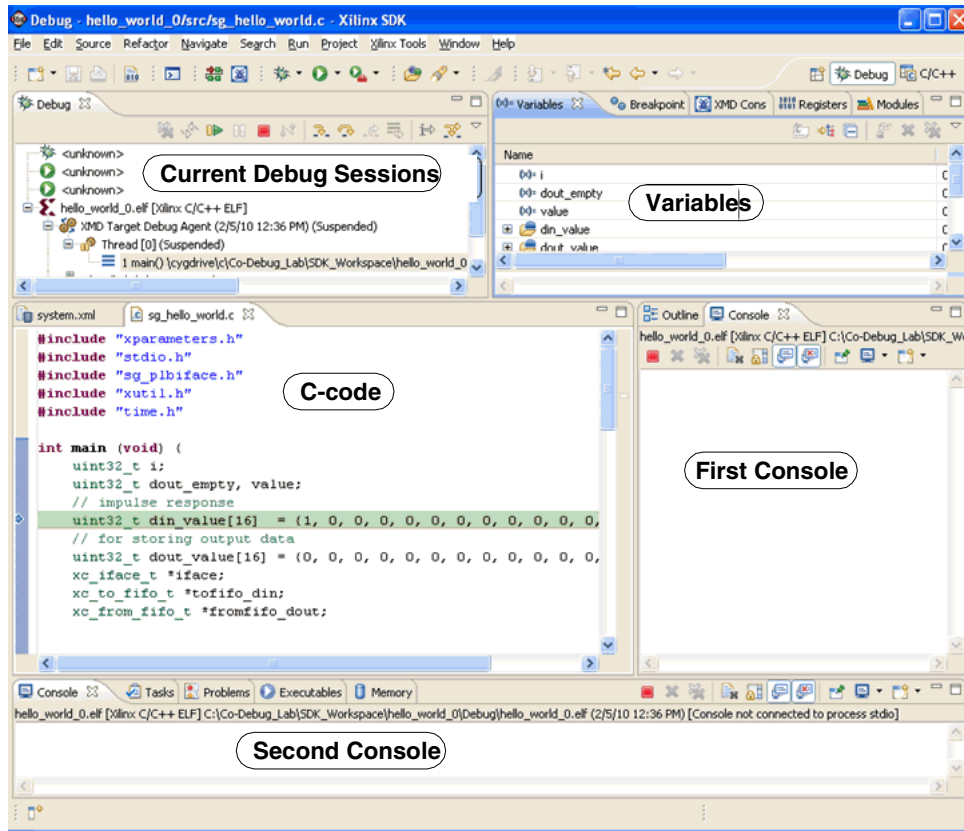 Debug - hello_world_0/src/sg_hello_world.c - Xilinx SDK
File Edit Source Refactor Navigate Search Run Project Xilinx Tools Window Help
Debug C/C++
Debug
<unknown>
<unknown>
<unknown>
Current Debug Sessions
hello_world_0.elf [Xilinx C/C++ ELF]
XMD Target Debug Agent (2/5/10 12:36 PM) (Suspended)
Thread [0] (Suspended)
1 main() \cygdrive\c\Co-Debug_Lab\SDK_Workspace\hello_world_0
(x)= Variables Breakpoint XMD Cons Registers Modules
Name
(x)= i
(x)= dout_empty
(x)= value
din_value
dout_value
Variables
system.xml sg_hello_world.c
#include "xparameters.h"
#include "stdio.h"
#include "sg_plbiface.h"
#include "xutil.h"
#include "time.h"
C-code
int main (void) {
uint32_t i;
uint32_t dout_empty, value;
// impulse response
uint32_t din_value[16] = {1, 0, 0, 0, 0, 0, 0, 0, 0, 0, 0,
// for storing output data
uint32_t dout_value[16] = {0, 0, 0, 0, 0, 0, 0, 0, 0, 0, 0,
xc_iface_t *iface;
xc_to_fifo_t *tofifo_din;
xc_from_fifo_t *fromfifo_dout;
Outline Console
hello_world_0.elf [Xilinx C/C++ ELF] C:\Co-Debug_Lab\SDK_Wo
First Console
Console Tasks Problems Executables Memory
hello_world_0.elf [Xilinx C/C++ ELF] C:\Co-Debug_Lab\SDK_Workspace\hello_world_0\Debug\hello_world_0.elf (2/5/10 12:36 PM) [Console not connected to process stdio]
Second Console